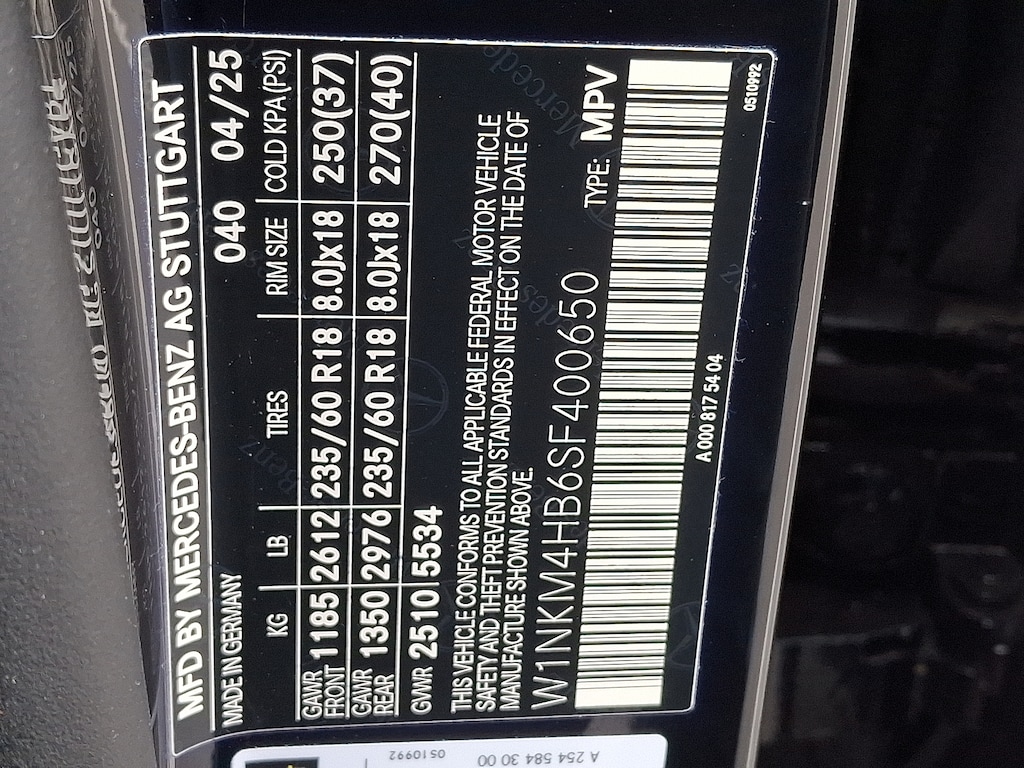 MFD BY MERCEDES-BENZ AG STUTTGART
MADE IN GERMANY 040 04/25
KG LB TIRES RIM SIZE COLD KPA(PSI)
GAWR FRONT 1185 2612 235/60 R18 8.0Jx18 250(37)
GAWR REAR 1350 2976 235/60 R18 8.0Jx18 270(40)
GVWR 2510 5534
THIS VEHICLE CONFORMS TO ALL APPLICABLE FEDERAL MOTOR VEHICLE
SAFETY AND THEFT PREVENTION STANDARDS IN EFFECT ON THE DATE OF
MANUFACTURE SHOWN ABOVE.
W1NKM4HB6SF400650 TYPE: MPV
A 000 817 54 04
0510992
A 254 584 30 00
0510992